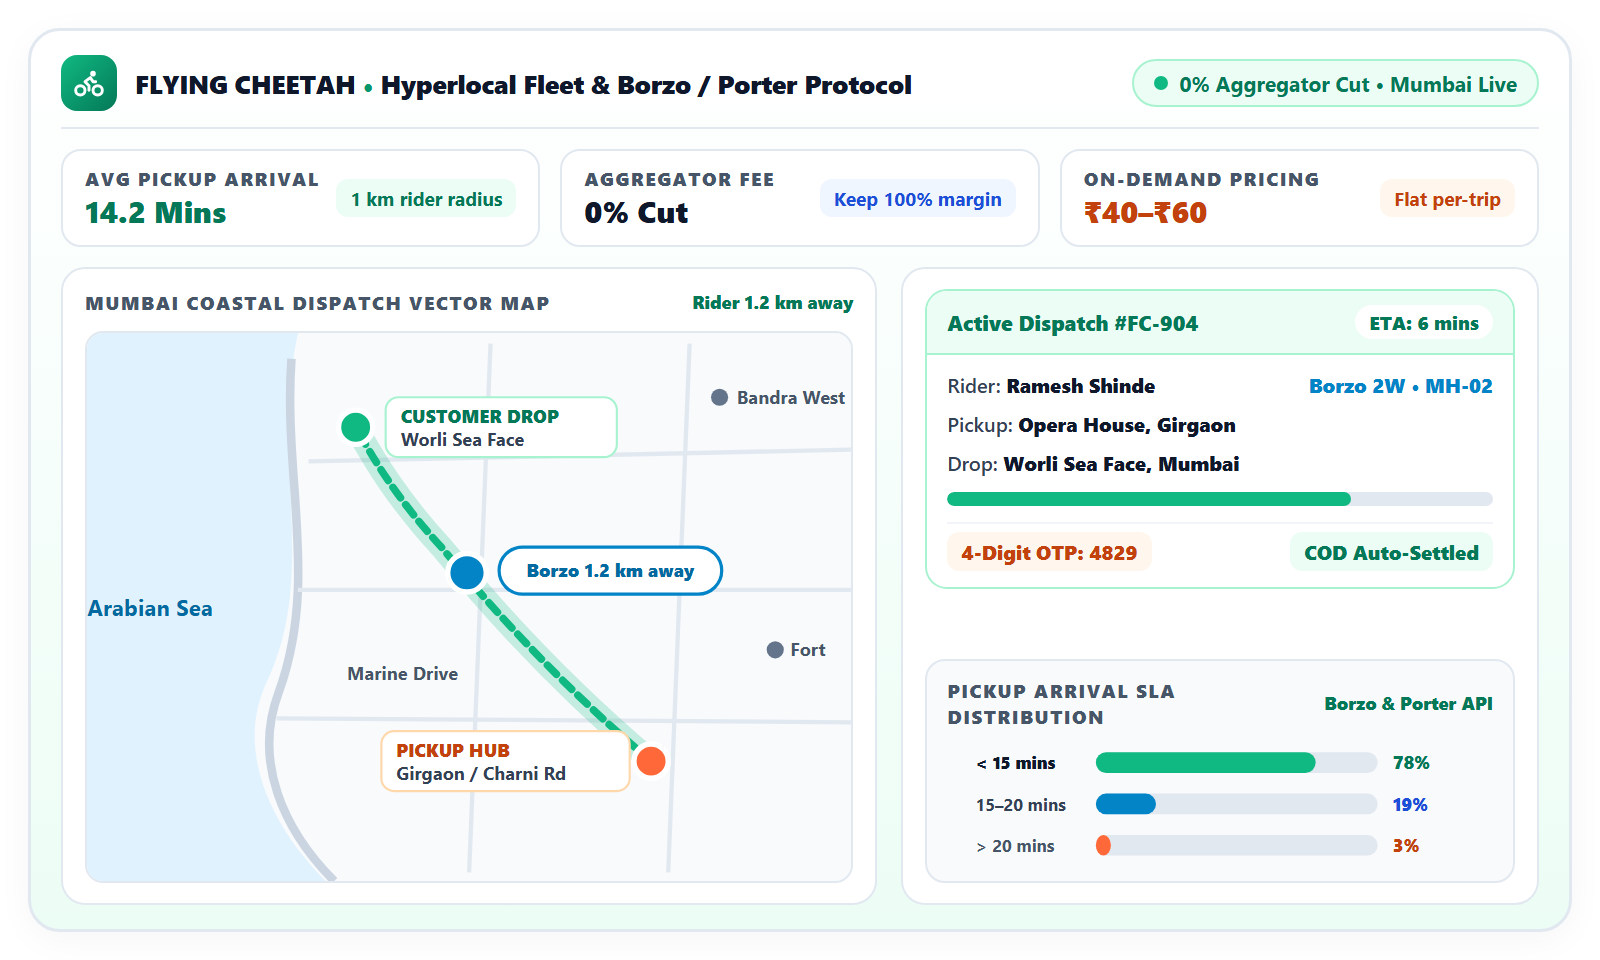 FLYING CHEETAH • Hyperlocal Fleet & Borzo / Porter Protocol
0% Aggregator Cut • Mumbai Live
AVG PICKUP ARRIVAL
14.2 Mins
1 km rider radius
AGGREGATOR FEE
0% Cut
Keep 100% margin
ON-DEMAND PRICING
₹40–₹60
Flat per-trip
MUMBAI COASTAL DISPATCH VECTOR MAP
Rider 1.2 km away
Bandra West
CUSTOMER DROP
Worli Sea Face
Borzo 1.2 km away
Arabian Sea
Fort
Marine Drive
PICKUP HUB
Girgaon / Charni Rd
Active Dispatch #FC-904
ETA: 6 mins
Rider: Ramesh Shinde
Borzo 2W • MH-02
Pickup: Opera House, Girgaon
Drop: Worli Sea Face, Mumbai
4-Digit OTP: 4829
COD Auto-Settled
PICKUP ARRIVAL SLA
DISTRIBUTION
Borzo & Porter API
< 15 mins
78%
15–20 mins
19%
> 20 mins
3%